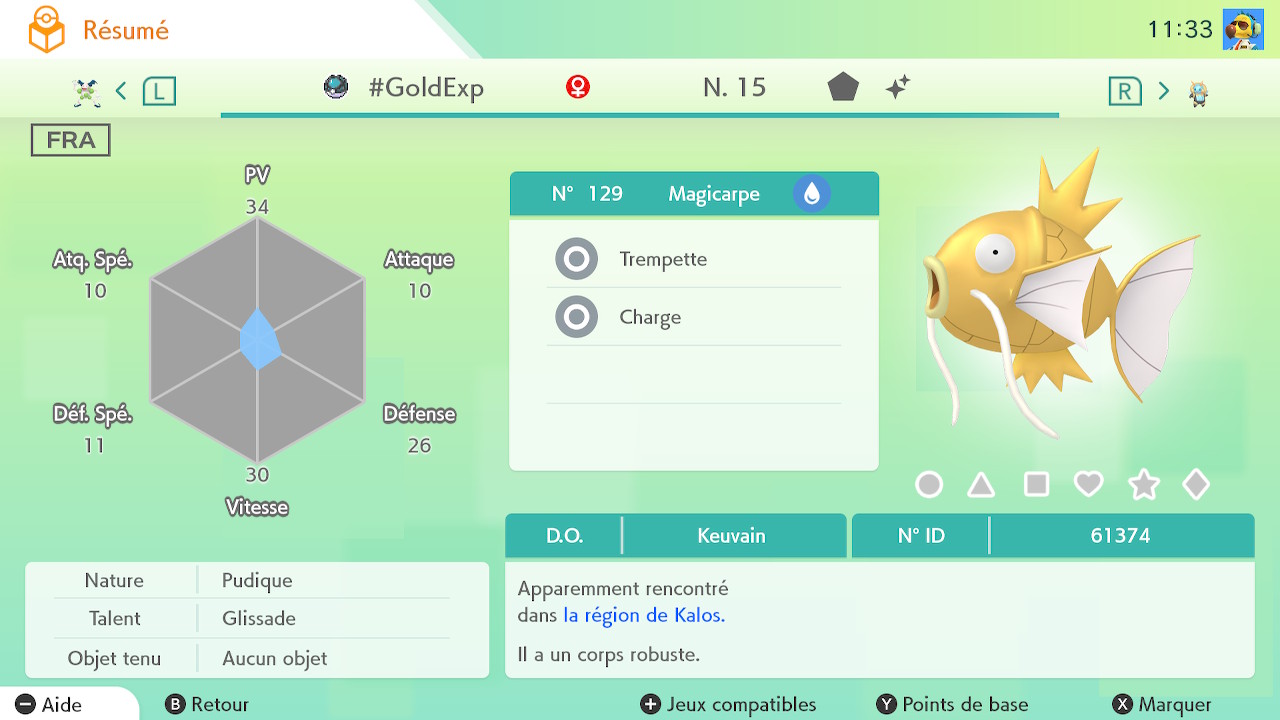 Résumé
11:33
L
#GoldExp
N. 15
R
FRA
PV
34
Atq. Spé.
10
Attaque
10
Déf. Spé.
11
Défense
26
30
Vitesse
N° 129 Magicarpe
Trempette
Charge
D.O. Keuvain
N° ID 61374
Apparemment rencontré
dans la région de Kalos.
Il a un corps robuste.
Nature Pudique
Talent Glissade
Objet tenu Aucun objet
Aide
B Retour
Jeux compatibles
Y Points de base
X Marquer